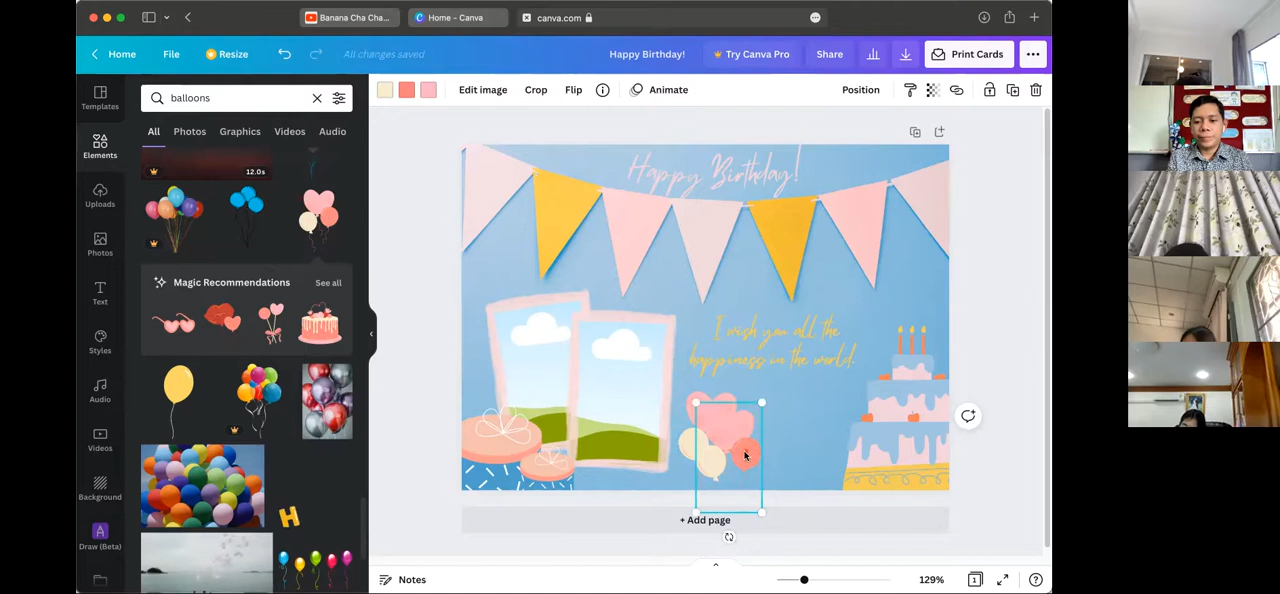 Banana Cha Cha...
Home - Canva
canva.com
Home
File
Resize
All changes saved
Happy Birthday!
Try Canva Pro
Share
Print Cards
Templates
Elements
Uploads
Photos
Text
Styles
Audio
Videos
Background
Draw (Beta)
balloons
All
Photos
Graphics
Videos
Audio
12.0s
Magic Recommendations
See all
Edit image
Crop
Flip
Animate
Position
Happy Birthday!
I wish you all the
happiness in the world.
+ Add page
Notes
129%
1